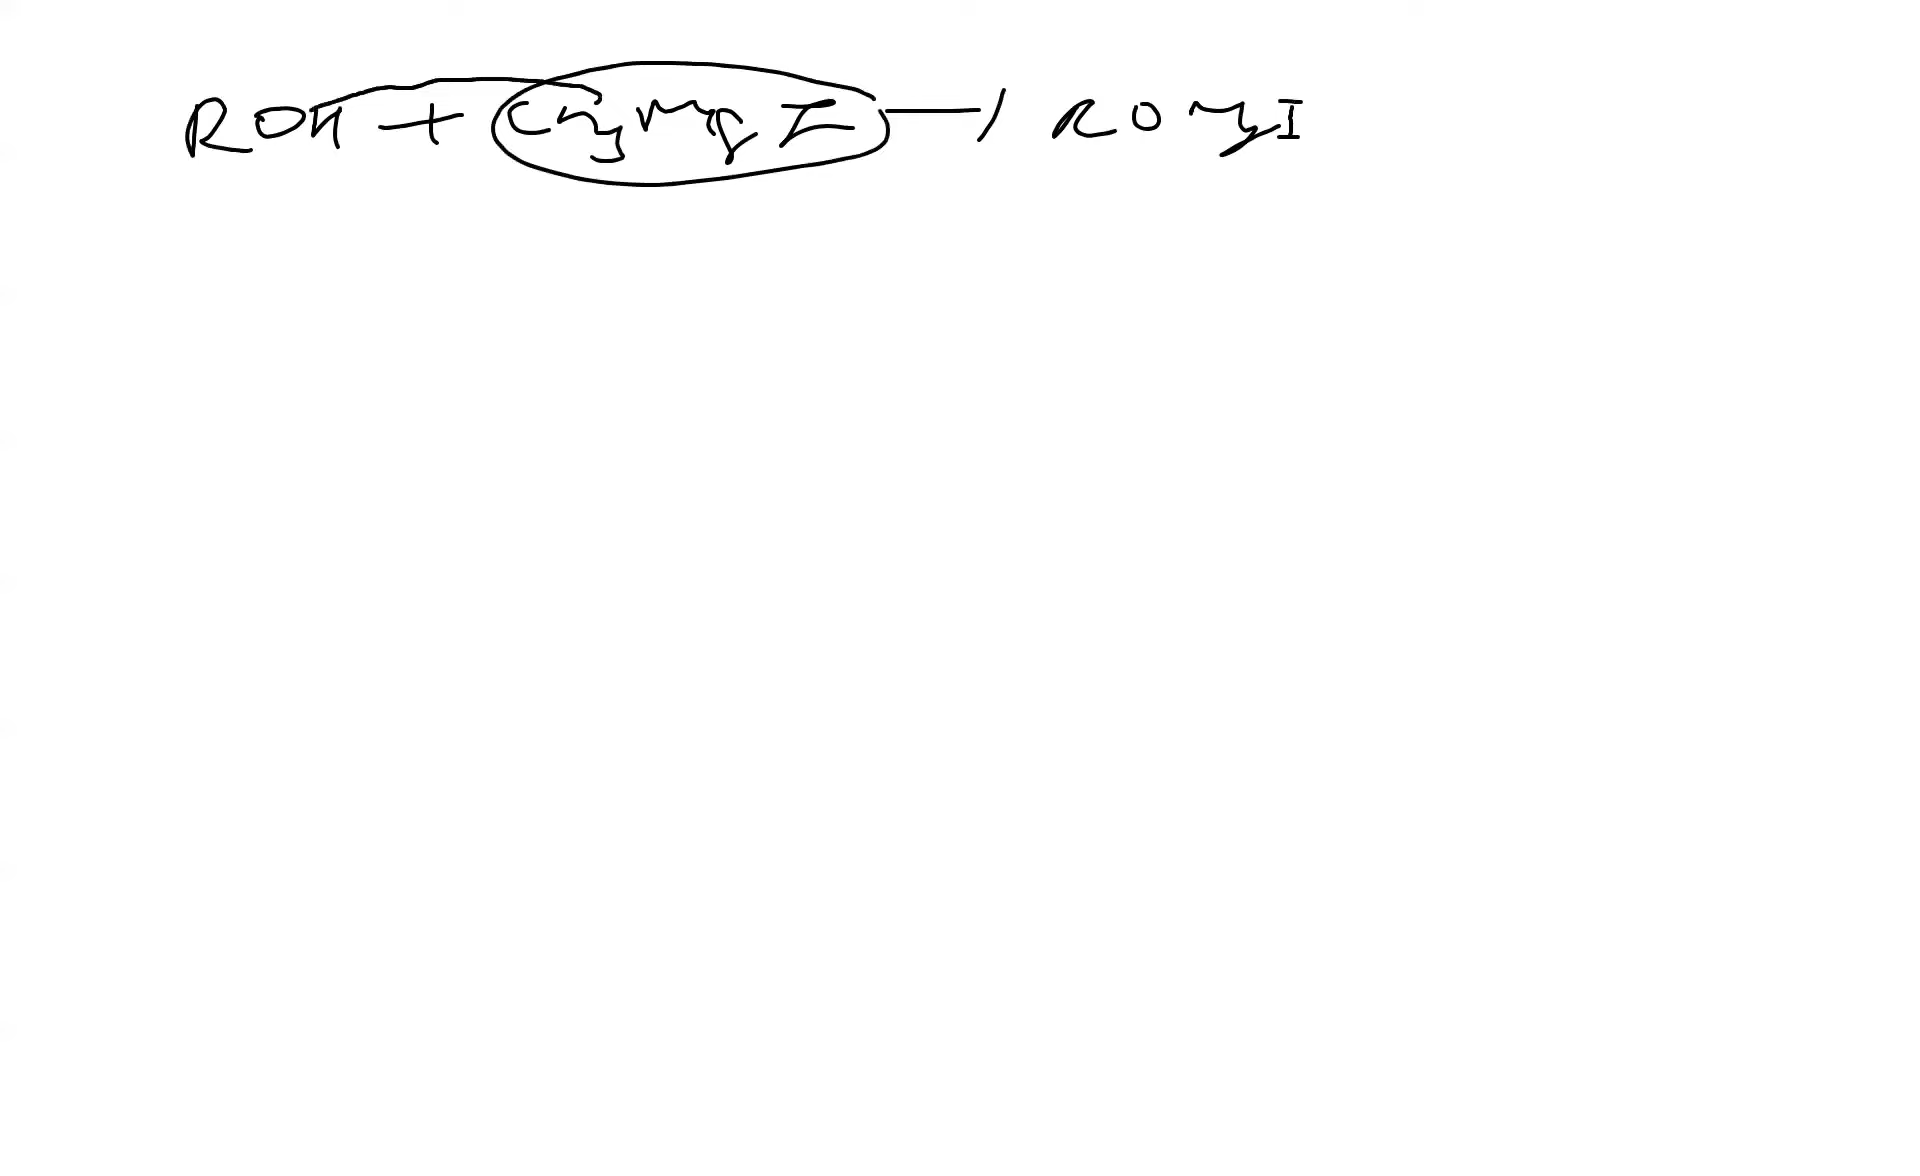 ROH + CH3MgI → ROMgI